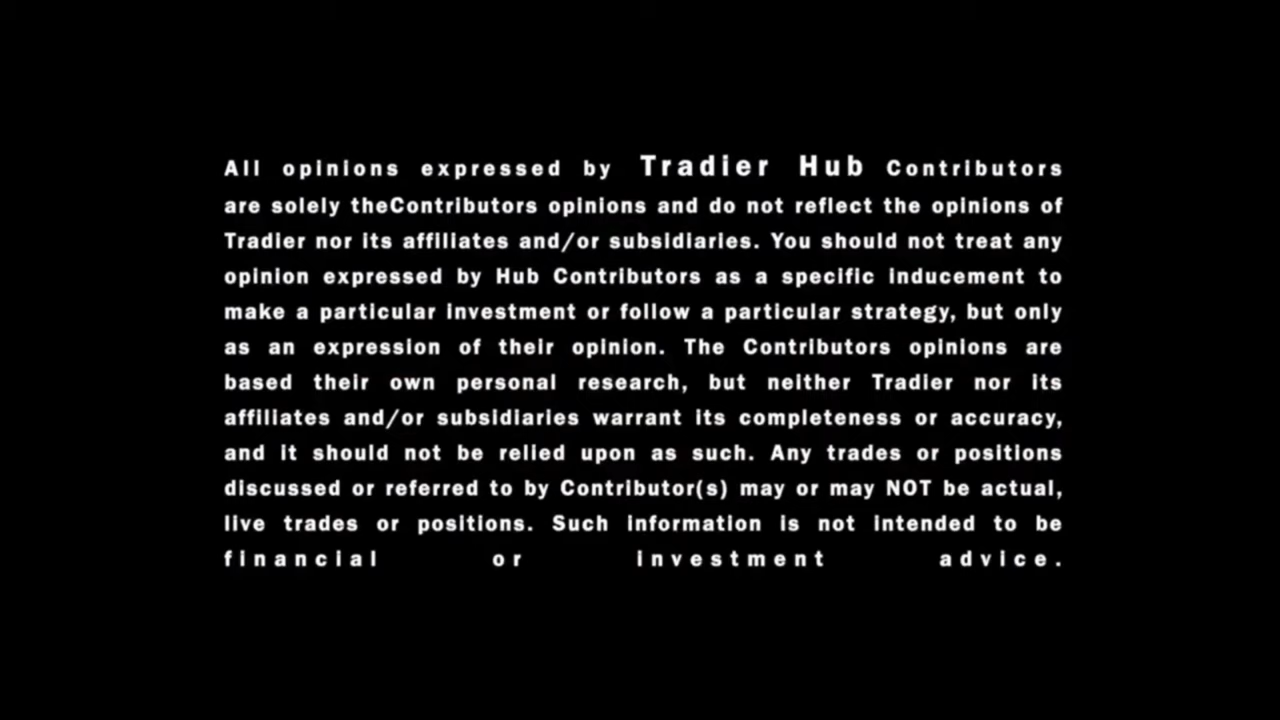 All opinions expressed by Tradier Hub Contributors
are solely theContributors opinions and do not reflect the opinions of
Tradier nor its affiliates and/or subsidiaries. You should not treat any
opinion expressed by Hub Contributors as a specific inducement to
make a particular investment or follow a particular strategy, but only
as an expression of their opinion. The Contributors opinions are
based their own personal research, but neither Tradier nor its
affiliates and/or subsidiaries warrant its completeness or accuracy,
and it should not be relied upon as such. Any trades or positions
discussed or referred to by Contributor(s) may or may NOT be actual,
live trades or positions. Such information is not intended to be
financial or investment advice.